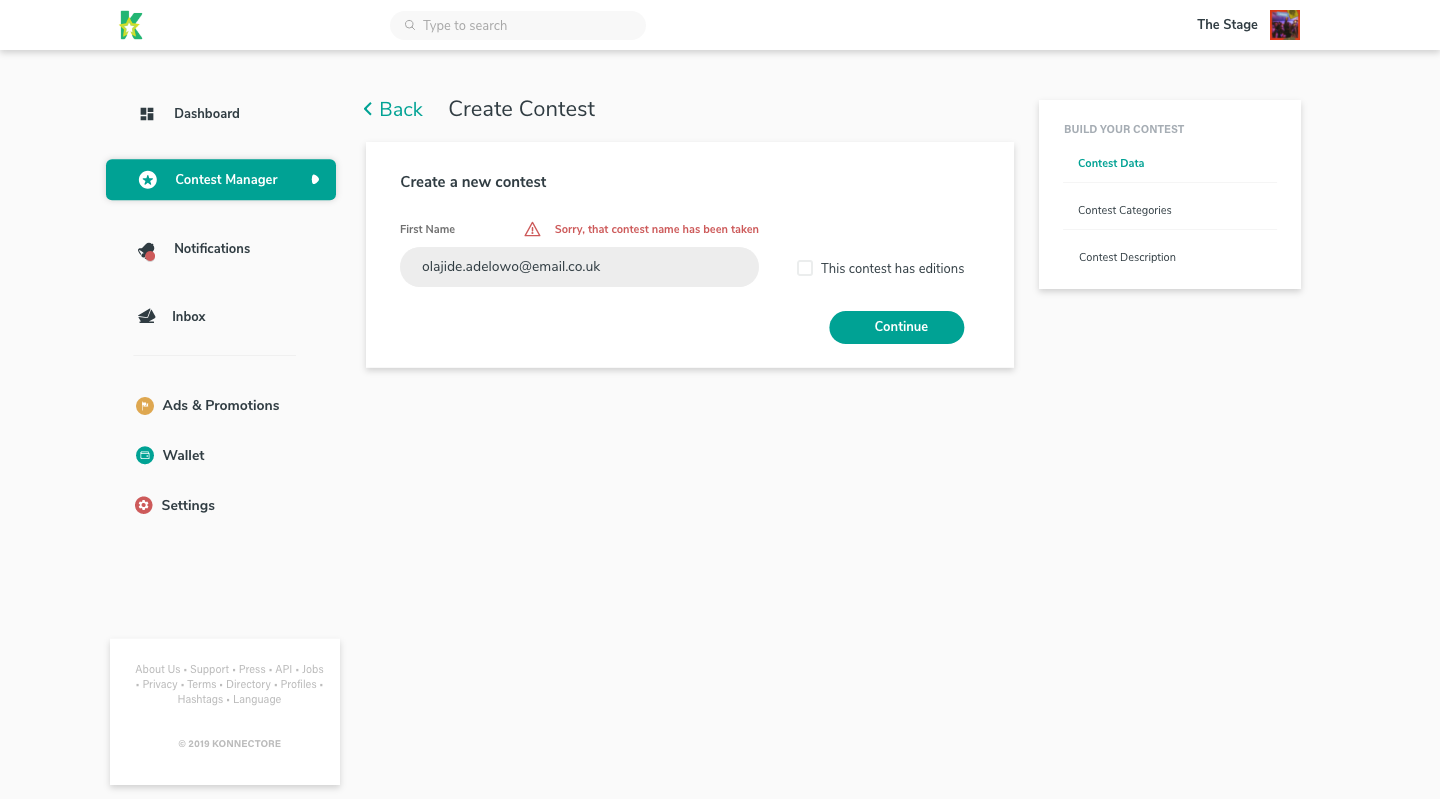 K
Type to search
The Stage
Dashboard
Contest Manager
Notifications
Inbox
Ads & Promotions
Wallet
Settings
About Us • Support • Press • API • Jobs
• Privacy • Terms • Directory • Profiles •
Hashtags • Language
© 2019 KONNECTORE
Back
Create Contest
Create a new contest
First Name
Sorry, that contest name has been taken
olajide.adelowo@email.co.uk
This contest has editions
Continue
BUILD YOUR CONTEST
Contest Data
Contest Categories
Contest Description